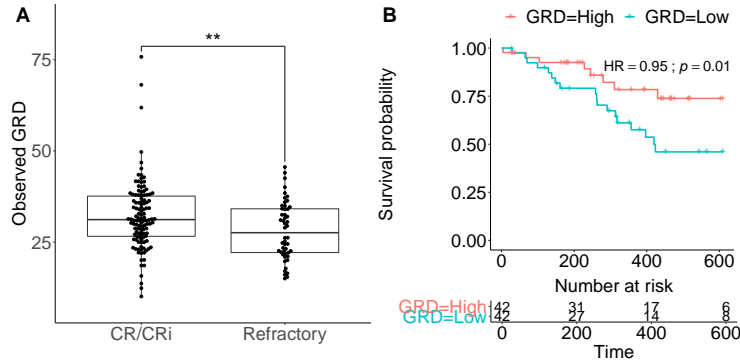 A
**
Observed GRD
75
50
25
CR/CRi
Refractory
B
GRD=High GRD=Low
HR = 0.95 ; p = 0.01
Survival probability
1.00
0.75
0.50
0.25
0.00
0 200 400 600
Number at risk
GRD=High 42 31 17 6
GRD=Low 42 27 14 8
0 200 400 600
Time